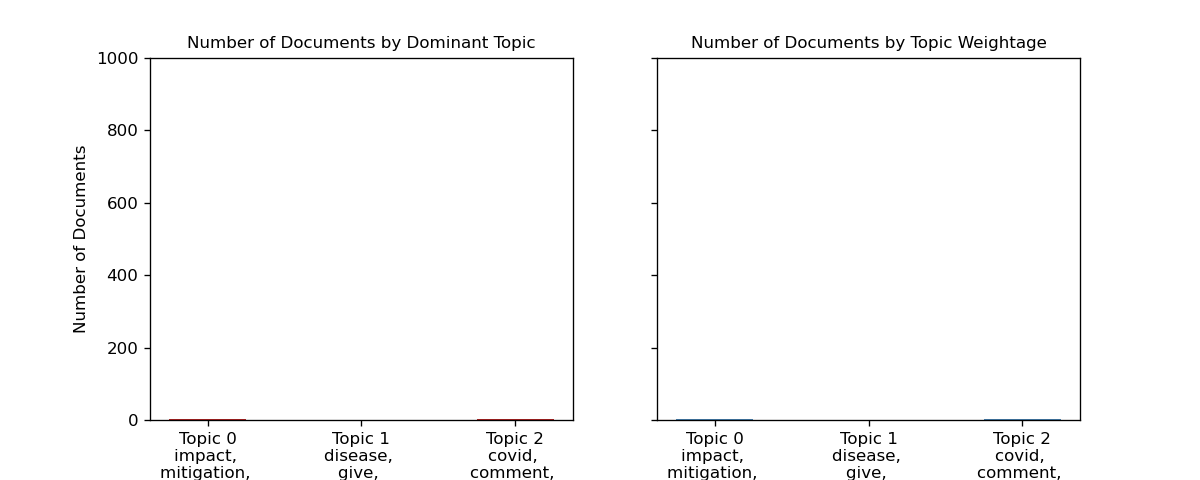 Number of Documents by Dominant Topic
Number of Documents
1000
800
600
400
200
0
Topic 0
impact,
mitigation,
Topic 1
disease,
give,
Topic 2
covid,
comment,
Number of Documents by Topic Weightage
Topic 0
impact,
mitigation,
Topic 1
disease,
give,
Topic 2
covid,
comment,